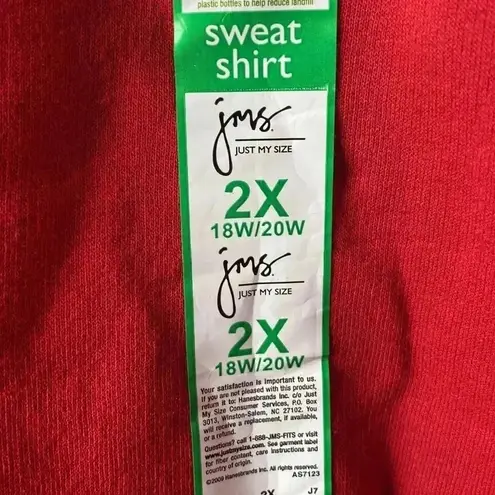 plastic bottles to help reduce landfill
sweat
shirt
jms.
JUST MY SIZE
2X
18W/20W
jms.
JUST MY SIZE
2X
18W/20W
Your satisfaction is important to us.
If you are not pleased with this product,
return it to: Hanesbrands Inc. c/o Just
My Size Consumer Services, P.O. Box
3013, Winston-Salem, NC 27102. You
will receive a replacement, if available,
or a refund.
Questions? call 1-888-JMS-FITS or visit
www.justmysize.com. See garment label
for fiber content, care instructions and
country of origin.
©2009 Hanesbrands Inc. All rights reserved.
AS7123
2X J7